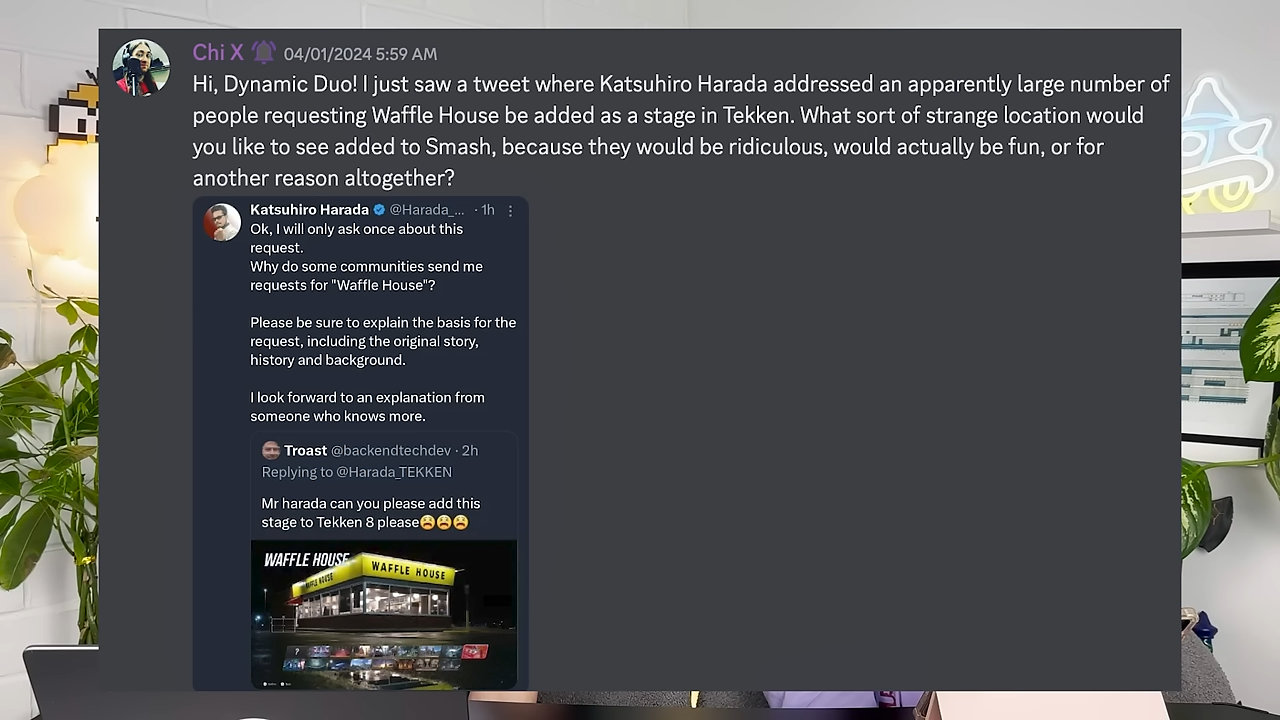 Chi X 04/01/2024 5:59 AM
Hi, Dynamic Duo! I just saw a tweet where Katsuhiro Harada addressed an apparently large number of
people requesting Waffle House be added as a stage in Tekken. What sort of strange location would
you like to see added to Smash, because they would be ridiculous, would actually be fun, or for
another reason altogether?
Katsuhiro Harada @Harada_... · 1h
Ok, I will only ask once about this
request.
Why do some communities send me
requests for "Waffle House"?
Please be sure to explain the basis for the
request, including the original story,
history and background.
I look forward to an explanation from
someone who knows more.
Troast @backendtechdev · 2h
Replying to @Harada_TEKKEN
Mr harada can you please add this
stage to Tekken 8 please😩😩😩
WAFFLE HOUSE
WAFFLE HOUSE
WAFFLE HOUSE